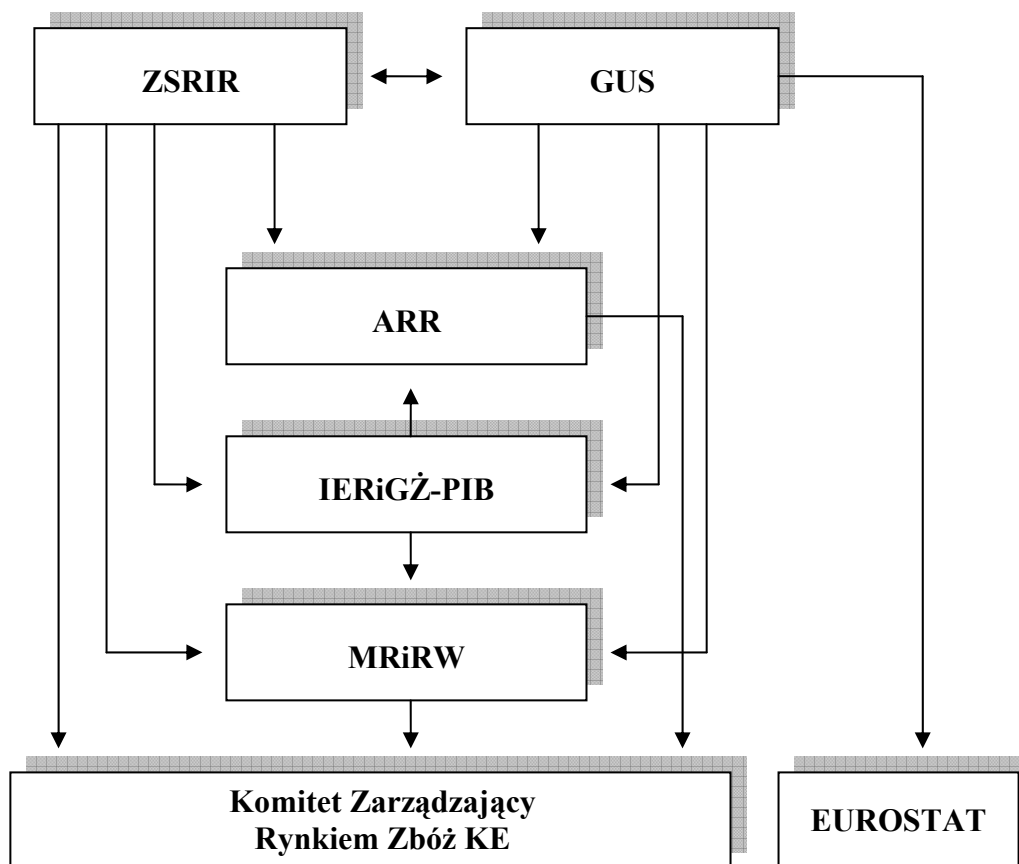 ZSRIR
GUS
ARR
IERiGŻ-PIB
MRiRW
Komitet Zarządzający
Rynkiem Zbóż KE
EUROSTAT